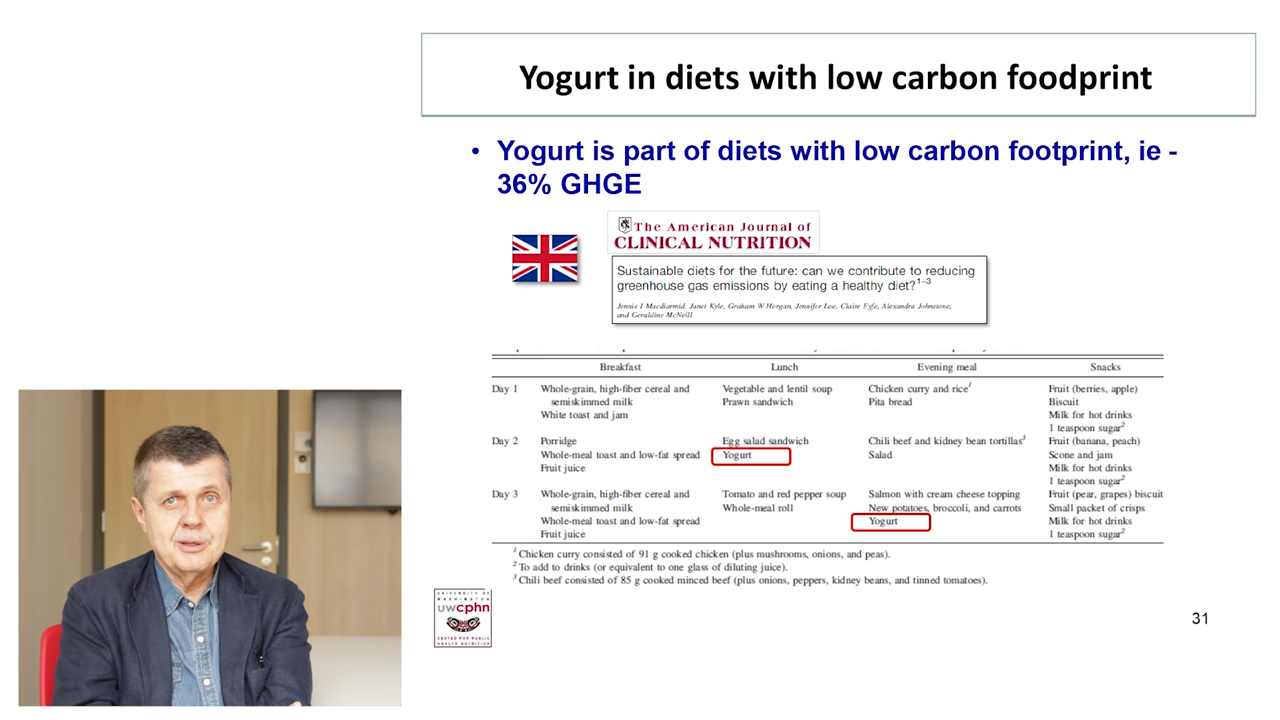 Yogurt in diets with low carbon foodprint
• Yogurt is part of diets with low carbon footprint, ie -
36% GHGE
The American Journal of
CLINICAL NUTRITION
Sustainable diets for the future: can we contribute to reducing
greenhouse gas emissions by eating a healthy diet?¹⁻³
Jennie I Macdiarmid, Janet Kyle, Graham W Horgan, Jennifer Loe, Claire Fyfe, Alexandra Johnstone,
and Geraldine McNeill
Breakfast Lunch Evening meal Snacks
Day 1 Whole-grain, high-fiber cereal and Vegetable and lentil soup Chicken curry and rice¹ Fruit (berries, apple)
semiskimmed milk Prawn sandwich Pita bread Biscuit
White toast and jam Milk for hot drinks
1 teaspoon sugar²
Day 2 Porridge Egg salad sandwich Chili beef and kidney bean tortillas³ Fruit (banana, peach)
Whole-meal toast and low-fat spread Yogurt Salad Scone and jam
Fruit juice Milk for hot drinks
1 teaspoon sugar²
Day 3 Whole-grain, high-fiber cereal and Tomato and red pepper soup Salmon with cream cheese topping Fruit (pear, grapes) biscuit
semiskimmed milk Whole-meal roll New potatoes, broccoli, and carrots Small packet of crisps
Whole-meal toast and low-fat spread Yogurt Milk for hot drinks
Fruit juice 1 teaspoon sugar²
¹ Chicken curry consisted of 91 g cooked chicken (plus mushrooms, onions, and peas).
² To add to drinks (or equivalent to one glass of diluting juice).
³ Chili beef consisted of 85 g cooked minced beef (plus onions, peppers, kidney beans, and tinned tomatoes).
UNIVERSITY OF
WASHINGTON
uwcphn
CENTER FOR PUBLIC
HEALTH NUTRITION
31